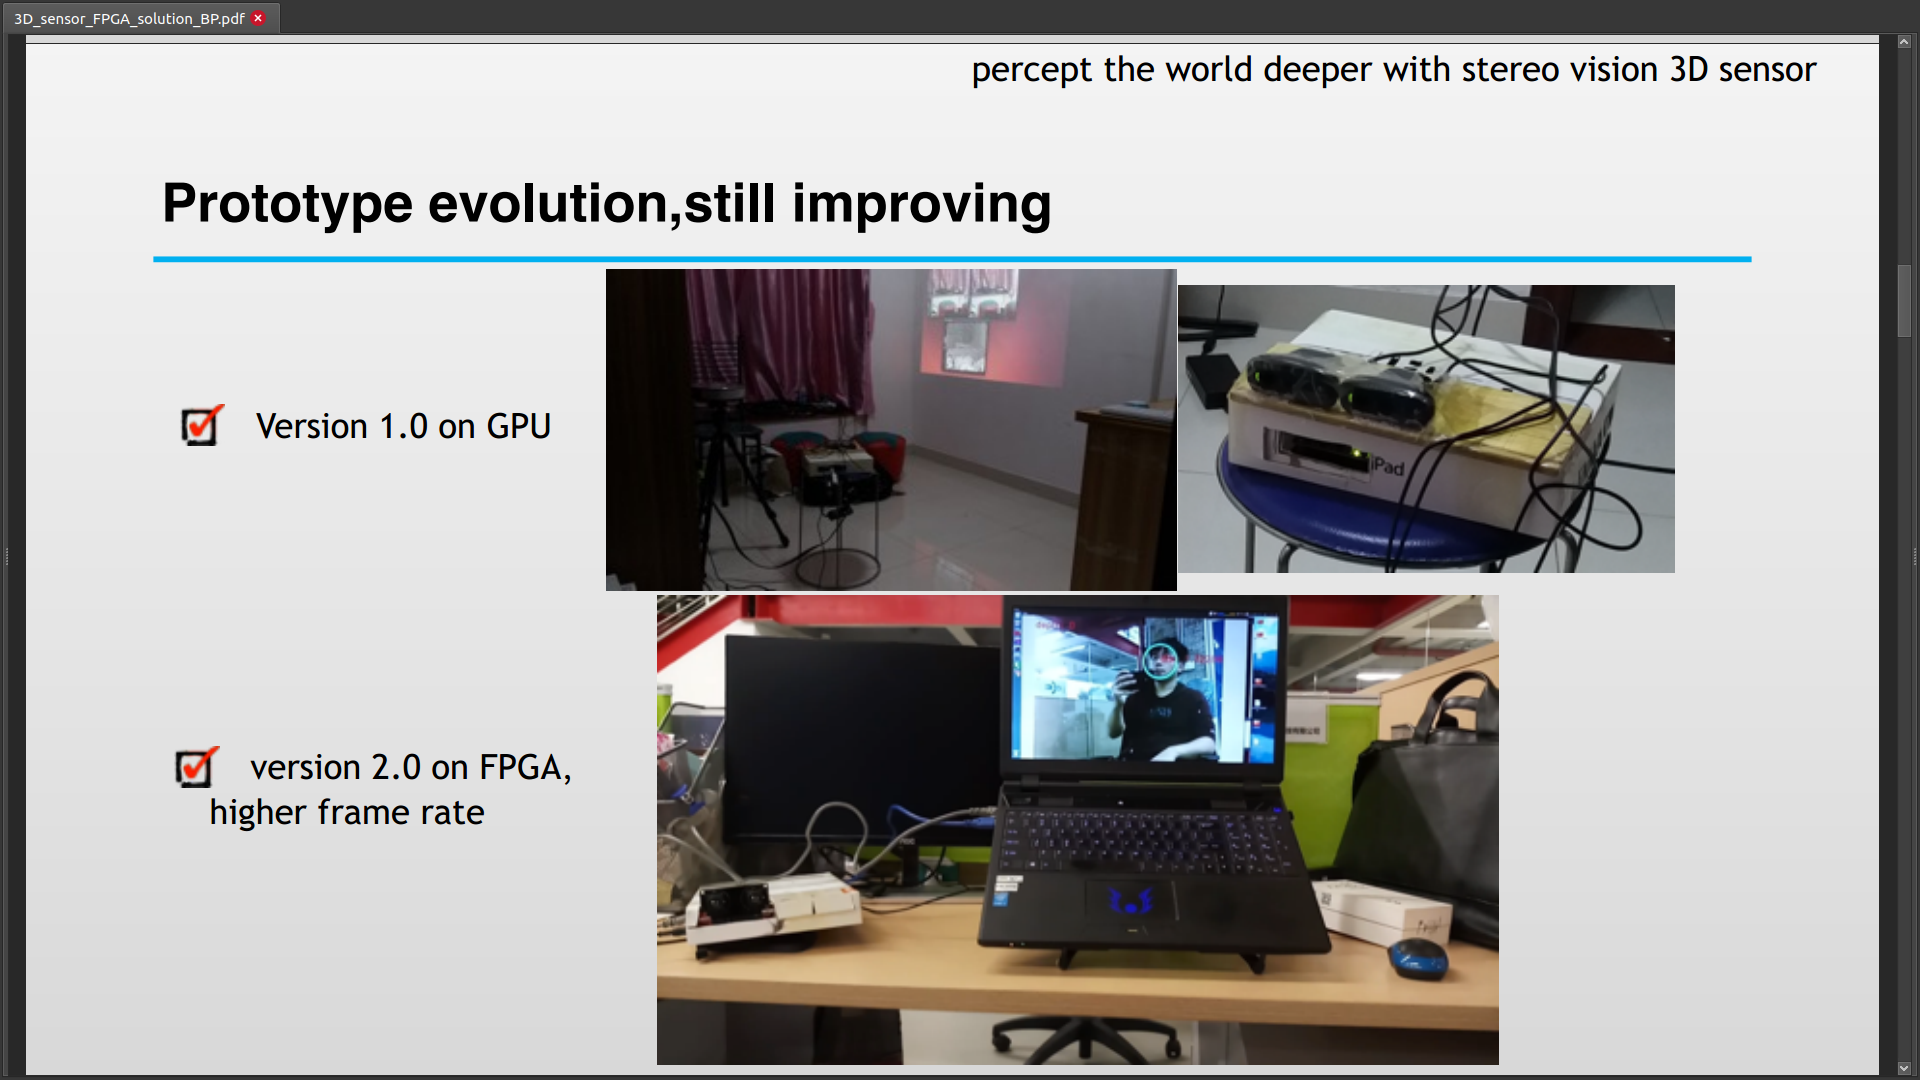 3D_sensor_FPGA_solution_BP.pdf
percept the world deeper with stereo vision 3D sensor
Prototype evolution,still improving
Version 1.0 on GPU
iPad
version 2.0 on FPGA,
higher frame rate